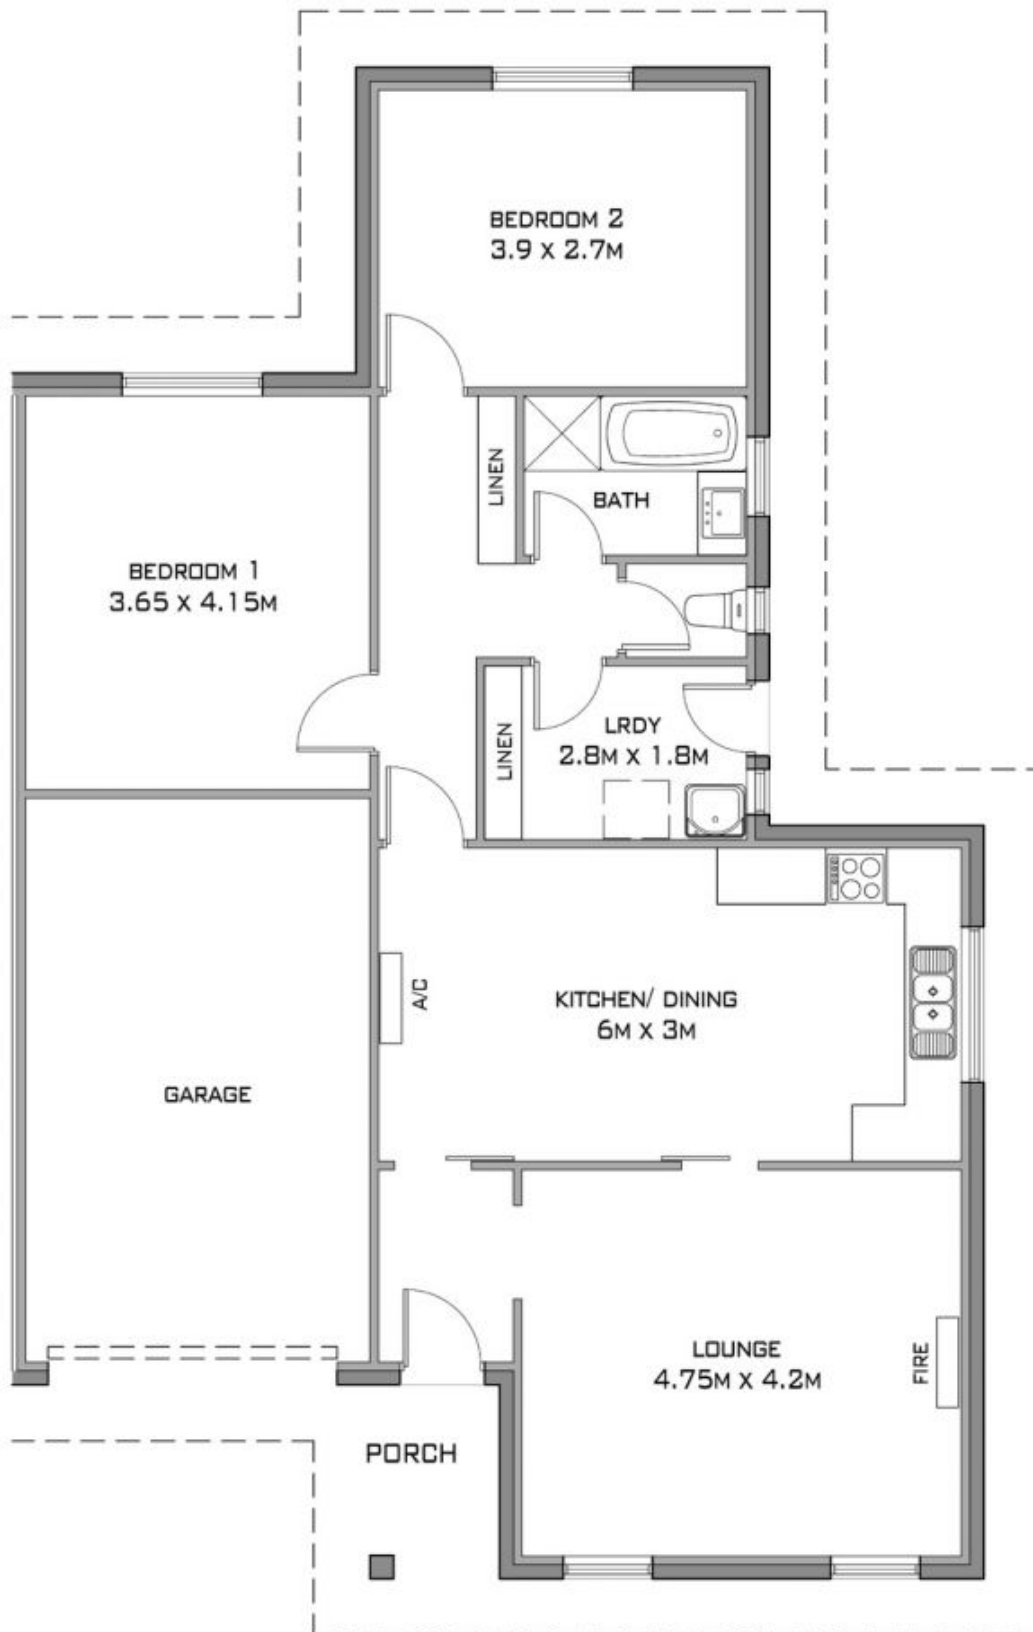 BEDROOM 2
3.9 X 2.7M
LINEN
BATH
BEDROOM 1
3.65 X 4.15M
LINEN
LRDY
2.8M X 1.8M
A/C
KITCHEN/ DINING
6M X 3M
GARAGE
LOUNGE
4.75M X 4.2M
FIRE
PORCH